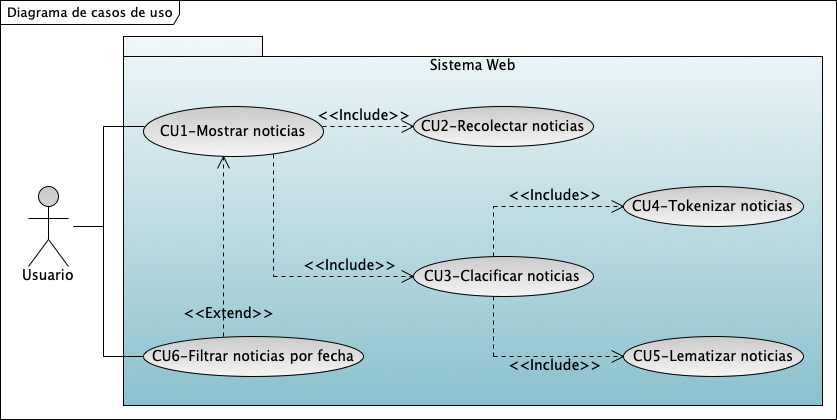 Diagrama de casos de uso
Sistema Web
CU1-Mostrar noticias
<<Include>>
CU2-Recolectar noticias
<<Include>>
CU4-Tokenizar noticias
Usuario
<<Include>>
CU3-Clacificar noticias
<<Extend>>
CU6-Filtrar noticias por fecha
<<Include>>
CU5-Lematizar noticias